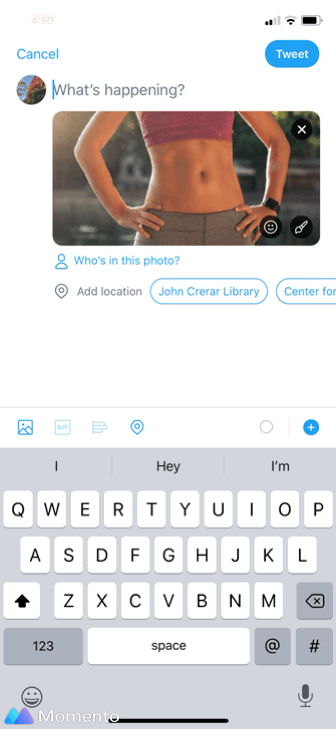 4:50
Cancel
Tweet
What's happening?
Who's in this photo?
Add location
John Crerar Library
Center for
GIF
I
Hey
I'm
Q W E R T Y U I O P
A S D F G H J K L
Z X C V B N M
123
space
@
#
Momento